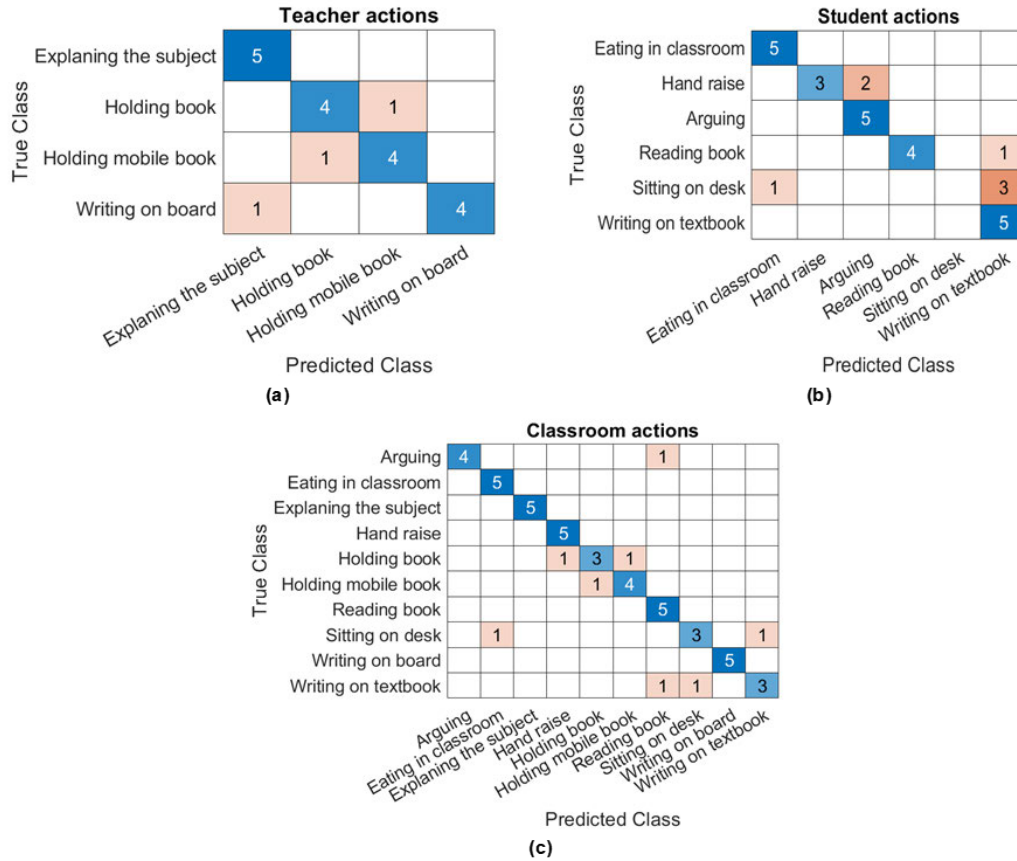 Teacher actions
Explaning the subject 5
Holding book 4 1
Holding mobile book 1 4
Writing on board 1 4
True Class
Explaning the subject
Holding book
Holding mobile book
Writing on board
Predicted Class
(a)
Student actions
Eating in classroom 5
Hand raise 3 2
Arguing 5
Reading book 4 1
Sitting on desk 1 3
Writing on textbook 5
True Class
Eating in classroom
Hand raise
Arguing
Reading book
Sitting on desk
Writing on textbook
Predicted Class
(b)
Classroom actions
Arguing 4 1
Eating in classroom 5
Explaning the subject 5
Hand raise 5
Holding book 1 3 1
Holding mobile book 1 4
Reading book 5
Sitting on desk 1 3 1
Writing on board 5
Writing on textbook 1 1 3
True Class
Arguing
Eating in classroom
Explaning the subject
Hand raise
Holding book
Holding mobile book
Reading book
Sitting on desk
Writing on board
Writing on textbook
Predicted Class
(c)